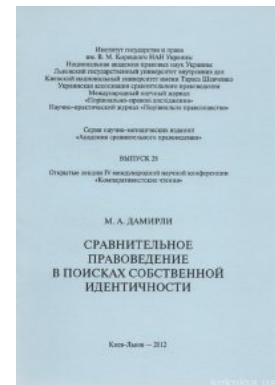 Институт государства и права
им. В. М. Корецкого НАН Украины
Национальная академия правовых наук Украины
Львовский государственный университет внутренних дел
Киевский национальный университет имени Тараса Шевченко
Украинская ассоциация сравнительного правоведения
Международный научный журнал
«Порівняльно-правові дослідження»
Научно-практический журнал «Порівняльне правознавство»
Серия научно-методических изданий
«Академия сравнительного правоведения»
ВЫПУСК 28
Открытые лекции IV международной научной конференции
«Компаративистские чтения»
М. А. ДАМИРЛИ
СРАВНИТЕЛЬНОЕ
ПРАВОВЕДЕНИЕ
В ПОИСКАХ СОБСТВЕННОЙ
ИДЕНТИЧНОСТИ
Киев-Львов — 2012